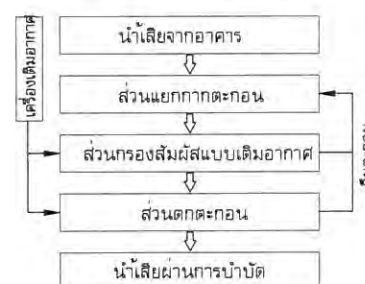 น้ำเสียจากอาคาร
เครื่องเติมอากาศ
ส่วนแยกกากตะกอน
ส่วนกรองสัมผัสแบบเติมอากาศ
ส่วนตกตะกอน
น้ำเสียผ่านการบำบัด